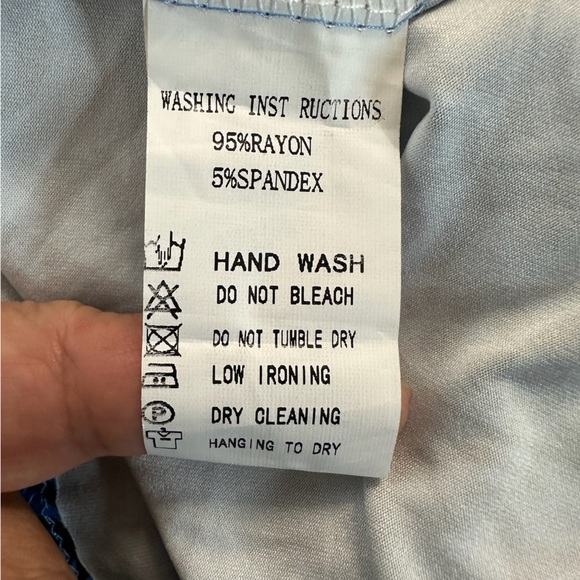 WASHING INST RUCTIONS
95%RAYON
5%SPANDEX
HAND WASH
DO NOT BLEACH
DO NOT TUMBLE DRY
LOW IRONING
DRY CLEANING
HANGING TO DRY